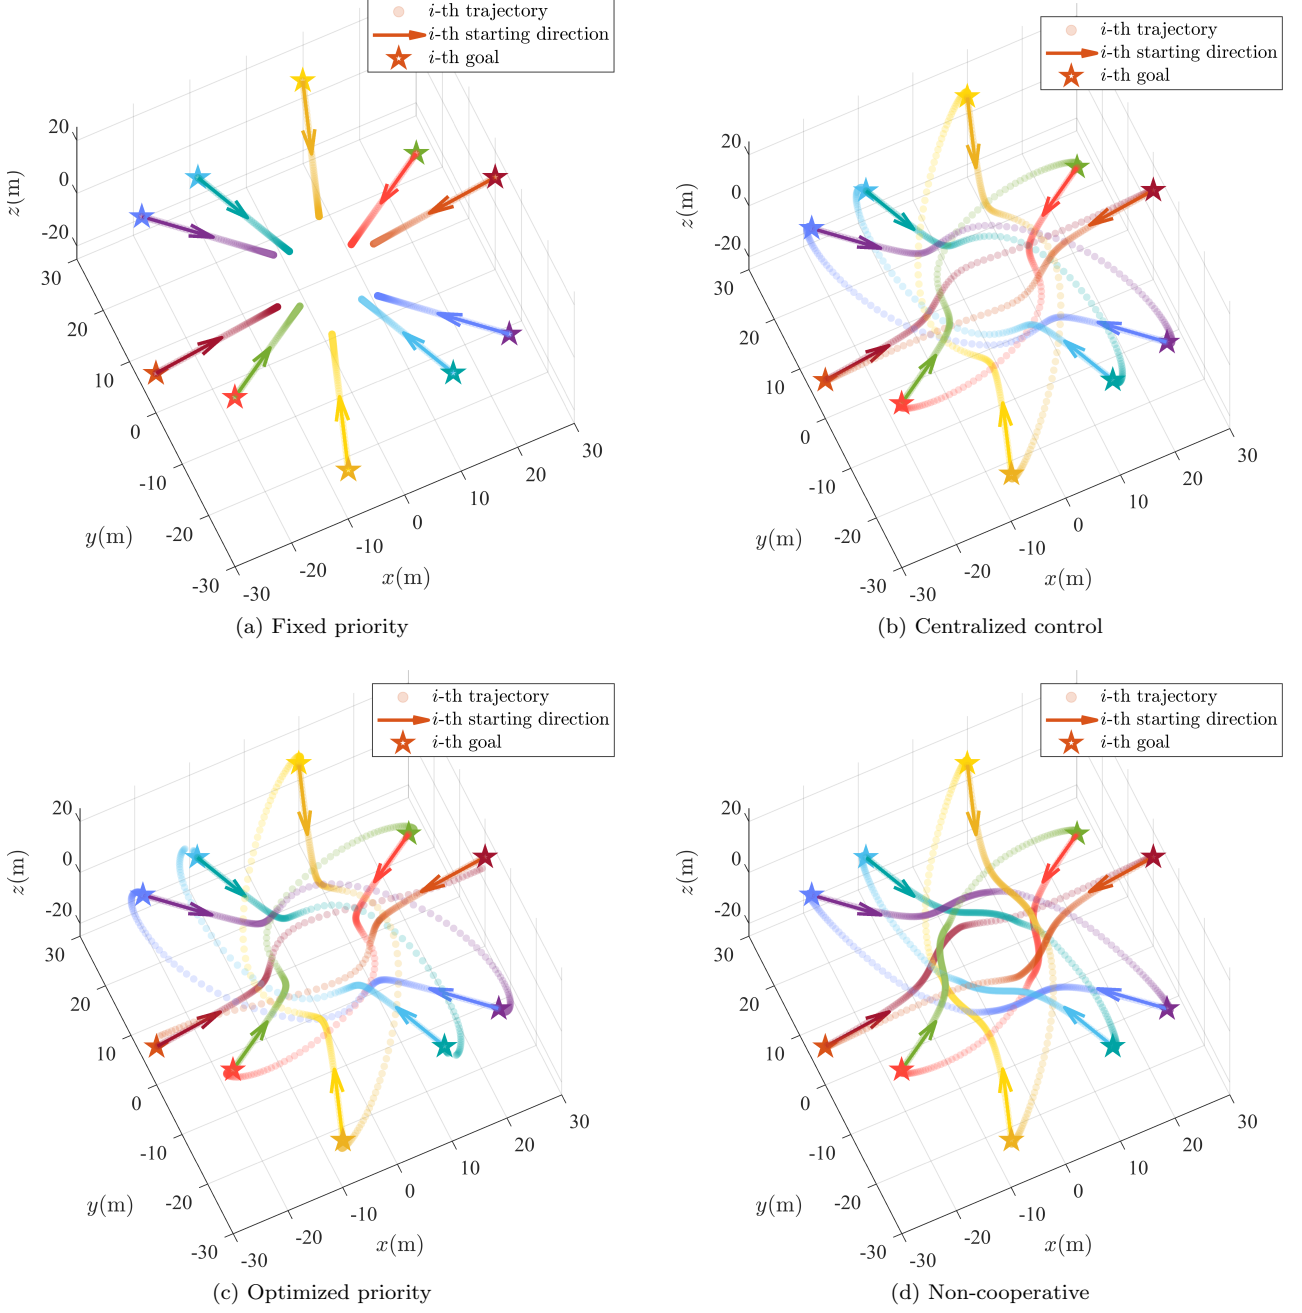 i-th trajectory
i-th starting direction
i-th goal
20
0
-20
z(m)
30
20
10
0
-10
-20
-30
y(m)
-30
-20
-10
0
10
20
30
x(m)
(a) Fixed priority
i-th trajectory
i-th starting direction
i-th goal
20
0
-20
z(m)
30
20
10
0
-10
-20
-30
y(m)
-30
-20
-10
0
10
20
30
x(m)
(b) Centralized control
i-th trajectory
i-th starting direction
i-th goal
20
0
-20
z(m)
30
20
10
0
-10
-20
-30
y(m)
-30
-20
-10
0
10
20
30
x(m)
(c) Optimized priority
i-th trajectory
i-th starting direction
i-th goal
20
0
-20
z(m)
30
20
10
0
-10
-20
-30
y(m)
-30
-20
-10
0
10
20
30
x(m)
(d) Non-cooperative